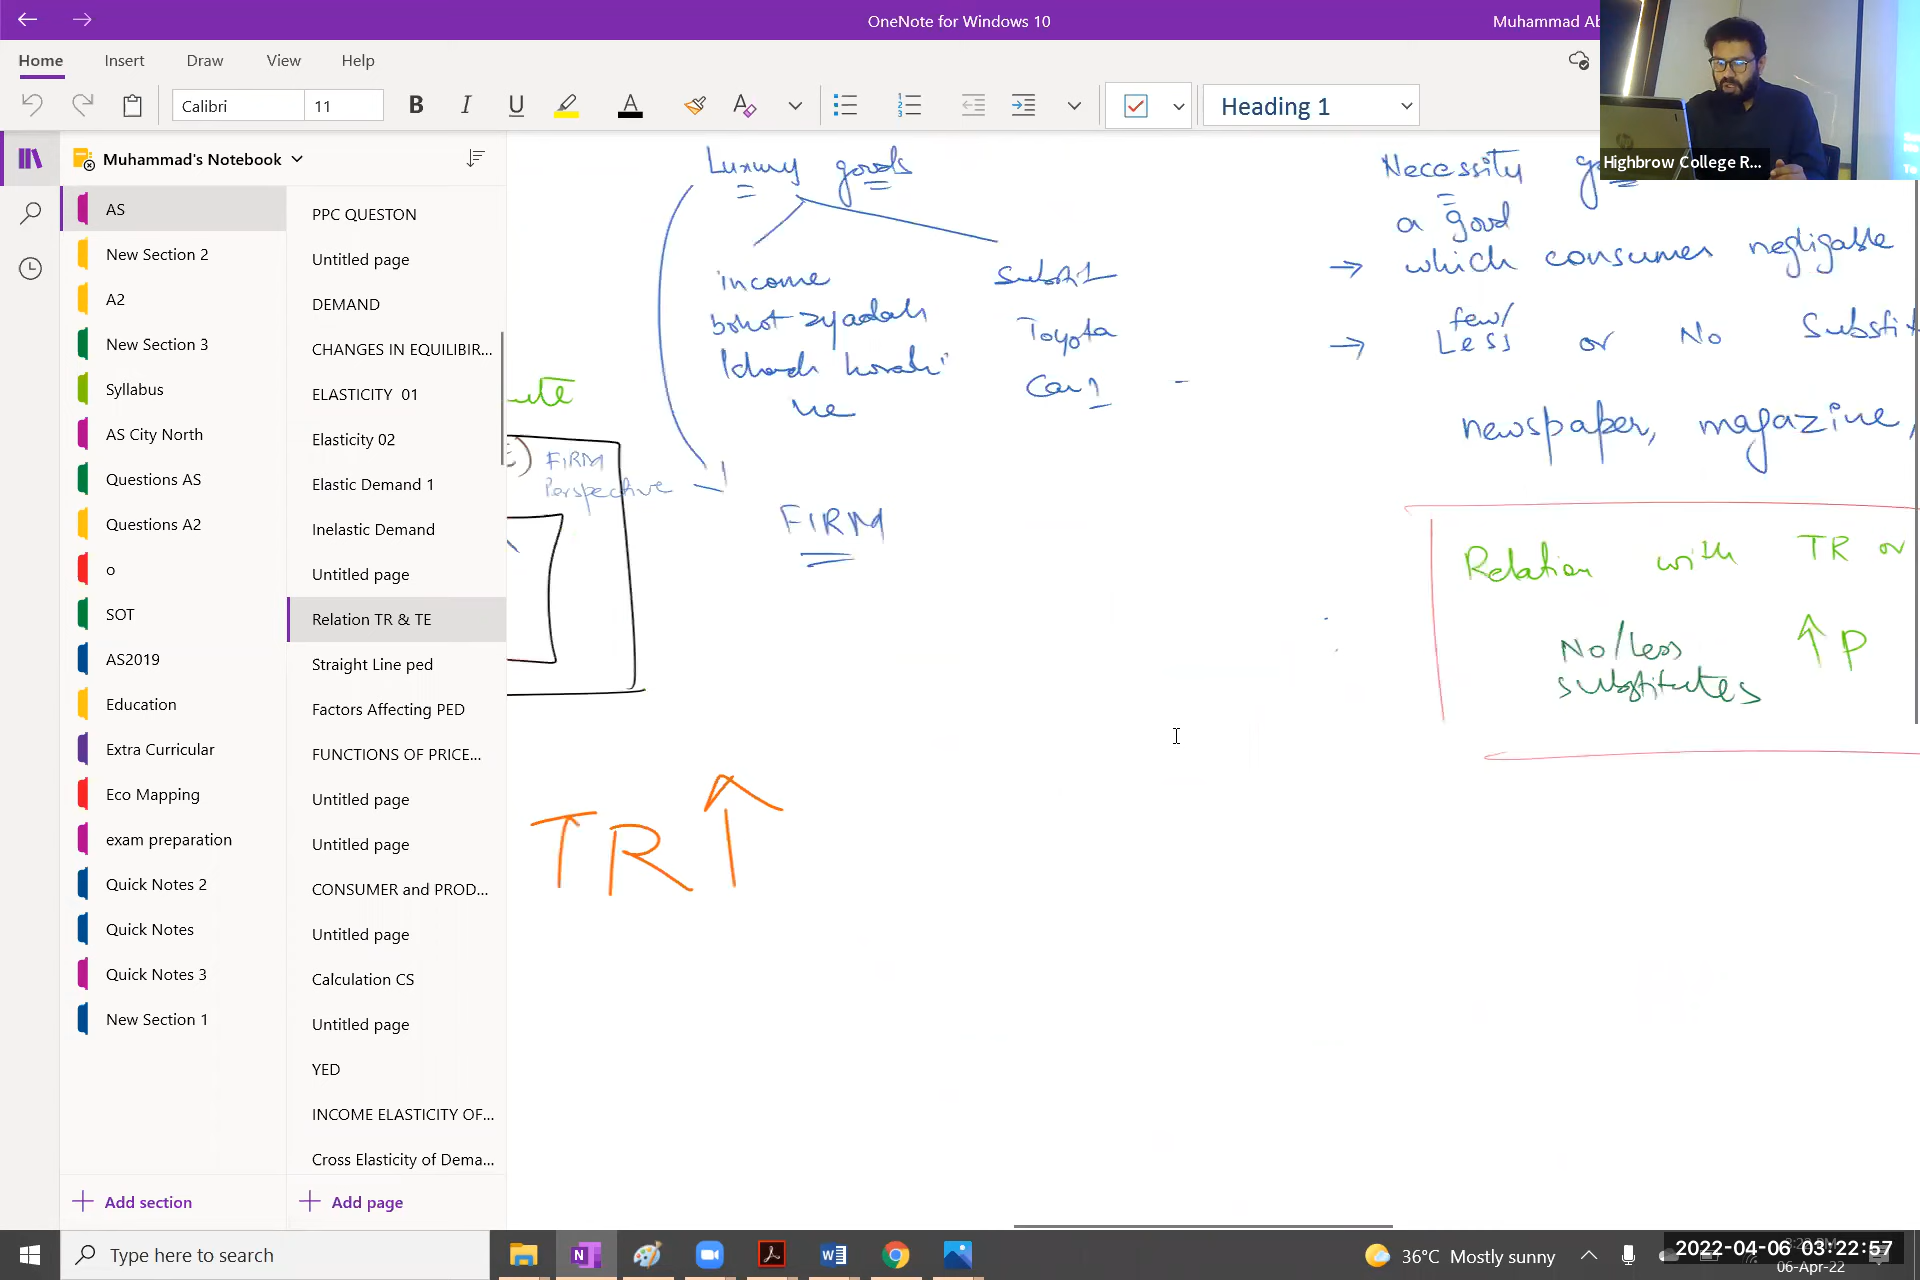 OneNote for Windows 10
Muhammad Ab
Home Insert Draw View Help
Calibri 11 B I U A A Heading 1
Highbrow College R...
Muhammad's Notebook
AS
New Section 2
A2
New Section 3
Syllabus
AS City North
Questions AS
Questions A2
o
SOT
AS2019
Education
Extra Curricular
Eco Mapping
exam preparation
Quick Notes 2
Quick Notes
Quick Notes 3
New Section 1
Add section
PPC QUESTON
Untitled page
DEMAND
CHANGES IN EQUILIBIR...
ELASTICITY 01
Elasticity 02
Elastic Demand 1
Inelastic Demand
Untitled page
Relation TR & TE
Straight Line ped
Factors Affecting PED
FUNCTIONS OF PRICE...
Untitled page
Untitled page
CONSUMER and PROD...
Untitled page
Calculation CS
Untitled page
YED
INCOME ELASTICITY OF...
Cross Elasticity of Dema...
Add page
Luxury goods
income
bohot zyadah
he
Toyota
FIRM
Perspective
FIRM
TR
Necessity
a good
→ which consumer negligable
→ few/
Less or No Substit
newspaper, magazine,
Relation with TR or
No/less
substitutes
↑ P
Type here to search
36°C Mostly sunny
2022-04-06 03:22:57
06-Apr-22